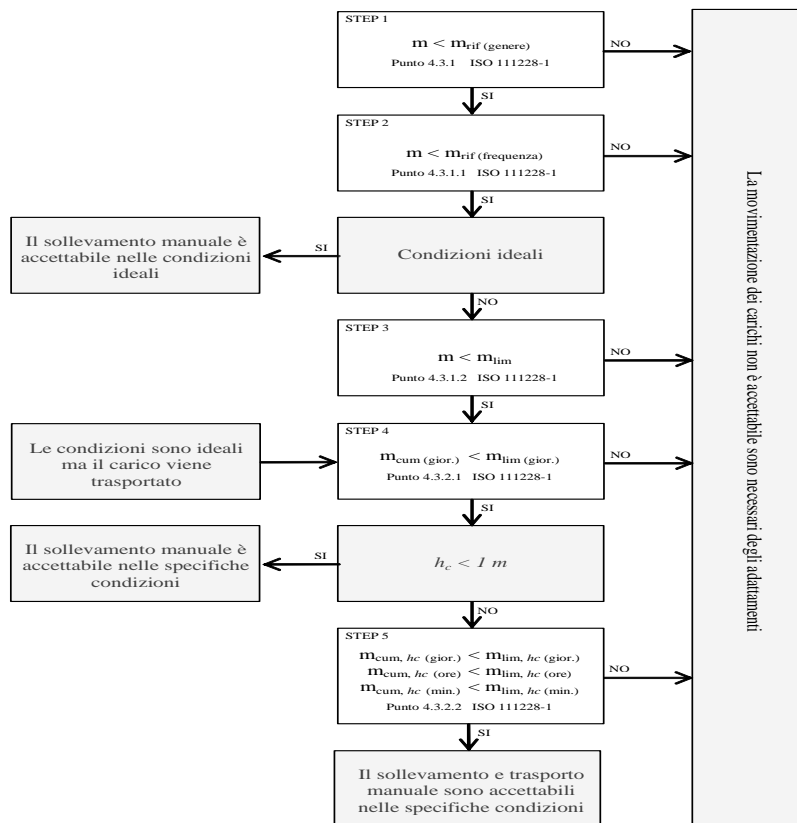 STEP 1
m < mrif (genere)
Punto 4.3.1 ISO 111228-1
NO
SI
STEP 2
m < mrif (frequenza)
Punto 4.3.1.1 ISO 111228-1
NO
SI
Il sollevamento manuale è
accettabile nelle condizioni
ideali
SI
Condizioni ideali
NO
STEP 3
m < mlim
Punto 4.3.1.2 ISO 111228-1
NO
SI
Le condizioni sono ideali
ma il carico viene
trasportato
STEP 4
mcum (gior.) < mlim (gior.)
Punto 4.3.2.1 ISO 111228-1
NO
SI
Il sollevamento manuale è
accettabile nelle specifiche
condizioni
SI
hc < 1 m
NO
STEP 5
mcum, hc (gior.) < mlim, hc (gior.)
mcum, hc (ore) < mlim, hc (ore)
mcum, hc (min.) < mlim, hc (min.)
Punto 4.3.2.2 ISO 111228-1
NO
SI
Il sollevamento e trasporto
manuale sono accettabili
nelle specifiche condizioni
La movimentazione dei carichi non è accettabile sono necessari degli adattamenti